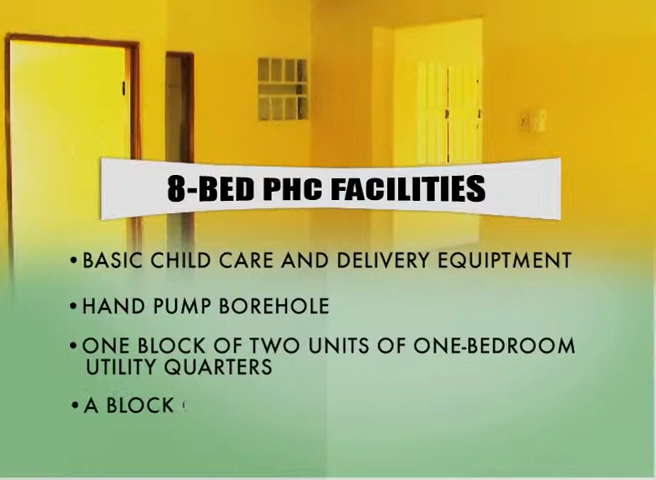 8-BED PHC FACILITIES
• BASIC CHILD CARE AND DELIVERY EQUIPTMENT
• HAND PUMP BOREHOLE
• ONE BLOCK OF TWO UNITS OF ONE-BEDROOM
UTILITY QUARTERS
• A BLOCK